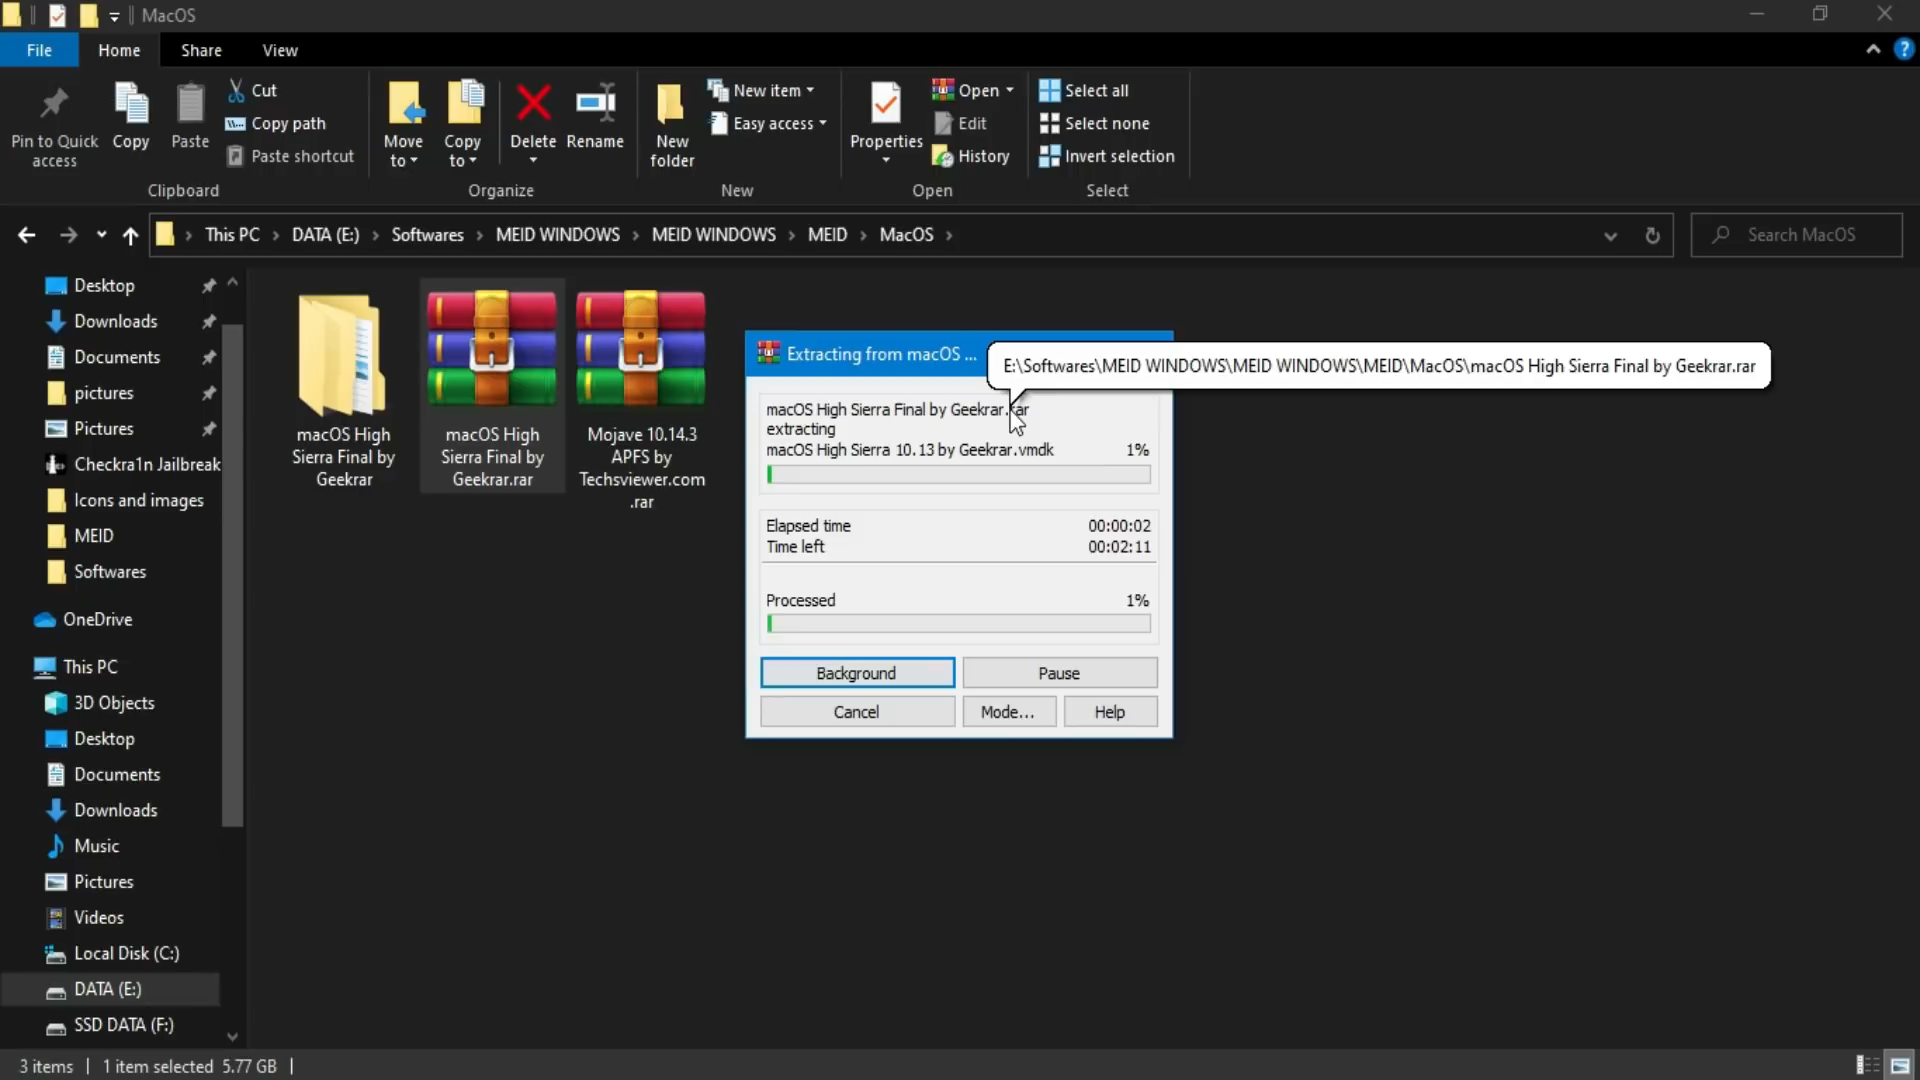 MacOS
File
Home
Share
View
Pin to Quick
access
Copy
Paste
Cut
Copy path
Paste shortcut
Clipboard
Move
to
Copy
to
Delete
Rename
Organize
New
folder
New item
Easy access
New
Properties
Open
Edit
History
Open
Select all
Select none
Invert selection
Select
This PC > DATA (E:) > Softwares > MEID WINDOWS > MEID WINDOWS > MEID > MacOS >
Search MacOS
Desktop
Downloads
Documents
pictures
Pictures
Checkra1n Jailbreak
Icons and images
MEID
Softwares
OneDrive
This PC
3D Objects
Desktop
Documents
Downloads
Music
Pictures
Videos
Local Disk (C:)
DATA (E:)
SSD DATA (F:)
macOS High
Sierra Final by
Geekrar
macOS High
Sierra Final by
Geekrar.rar
Mojave 10.14.3
APFS by
Techsviewer.com
.rar
Extracting from macOS ...
E:\Softwares\MEID WINDOWS\MEID WINDOWS\MEID\MacOS\macOS High Sierra Final by Geekrar.rar
macOS High Sierra Final by Geekrar.rar
extracting
macOS High Sierra 10.13 by Geekrar.vmdk 1%
Elapsed time 00:00:02
Time left 00:02:11
Processed 1%
Background
Pause
Cancel
Mode...
Help
3 items
1 item selected 5.77 GB